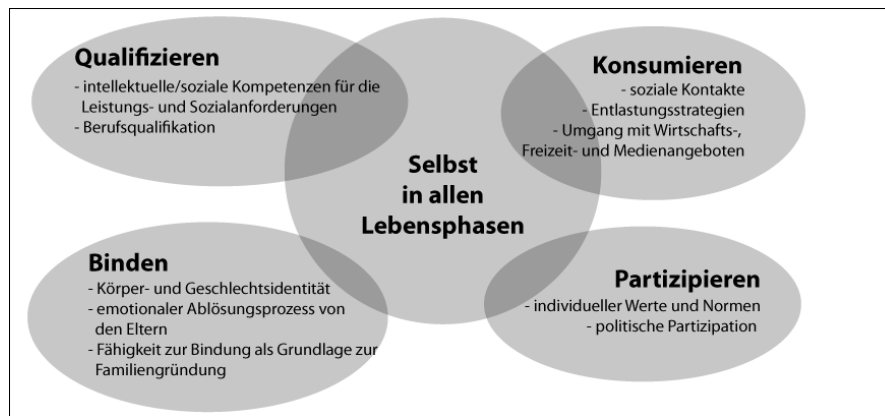 Qualifizieren
- intellektuelle/soziale Kompetenzen für die
Leistungs- und Sozialanforderungen
- Berufsqualifikation
Konsumieren
- soziale Kontakte
- Entlastungsstrategien
- Umgang mit Wirtschafts-,
Freizeit- und Medienangeboten
Selbst
in allen
Lebensphasen
Binden
- Körper- und Geschlechtsidentität
- emotionaler Ablösungsprozess von
den Eltern
- Fähigkeit zur Bindung als Grundlage zur
Familiengründung
Partizipieren
- individueller Werte und Normen
- politische Partizipation